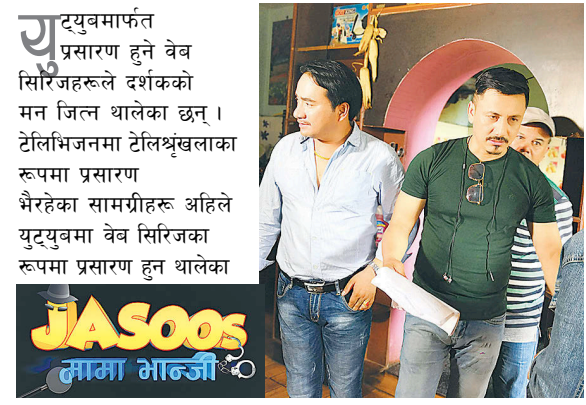 युट्युबमार्फत
प्रसारण हुने वेब
सिरिजहरूले दर्शकको
मन जित्न थालेका छन् ।
टेलिभिजनमा टेलिश्रृंखलाका
रूपमा प्रसारण
भैरहेका सामग्रीहरू अहिले
युट्युबमा वेब सिरिजका
रूपमा प्रसारण हुन थालेका
JASOOS
मामा भान्जी